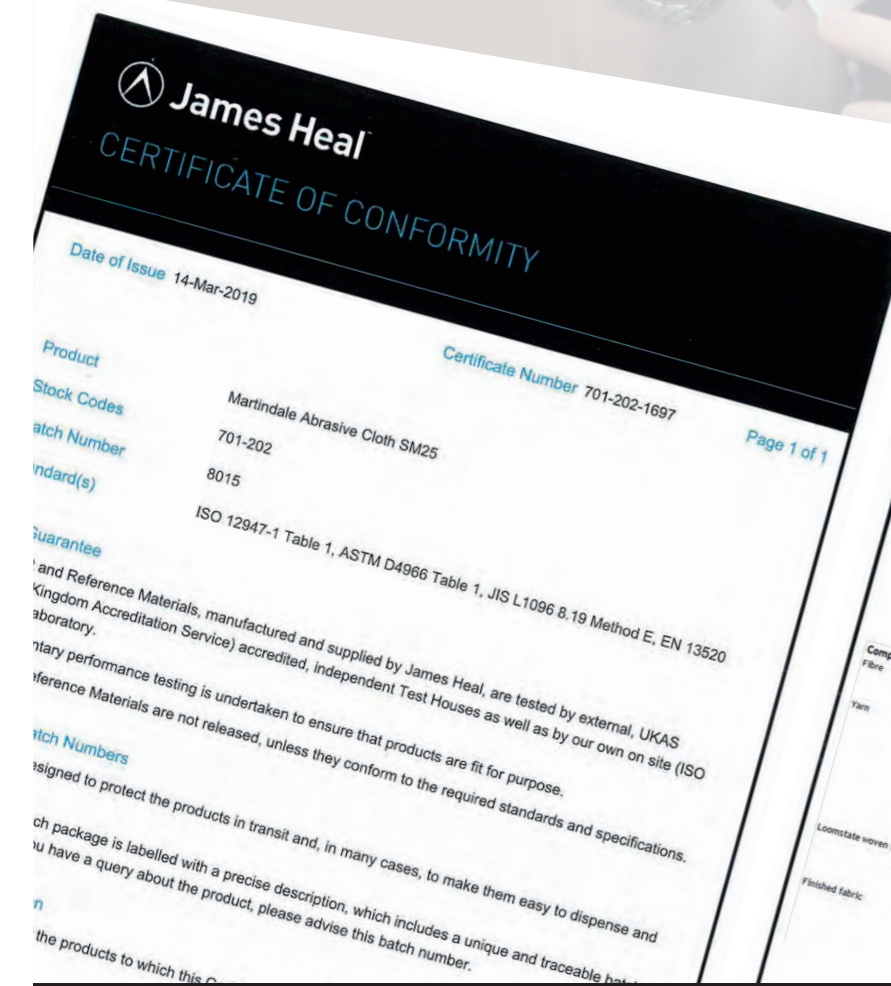 James Heal
CERTIFICATE OF CONFORMITY
Date of Issue 14-Mar-2019
Certificate Number 701-202-1697
Page 1 of 1
Product Martindale Abrasive Cloth SM25
Stock Codes 701-202
atch Number 8015
ndard(s) ISO 12947-1 Table 1, ASTM D4966 Table 1, JIS L1096 8.19 Method E, EN 13520
Guarantee
and Reference Materials, manufactured and supplied by James Heal, are tested by external, UKAS
Kingdom Accreditation Service) accredited, independent Test Houses as well as by our own on site (ISO
aboratory.
ntary performance testing is undertaken to ensure that products are fit for purpose.
eference Materials are not released, unless they conform to the required standards and specifications.
atch Numbers
esigned to protect the products in transit and, in many cases, to make them easy to dispense and
ch package is labelled with a precise description, which includes a unique and traceable
u have a query about the product, please advise this batch number.
n
the products to which this
Comp
Fibre
Yarn
Loomstate woven
Finished fabric